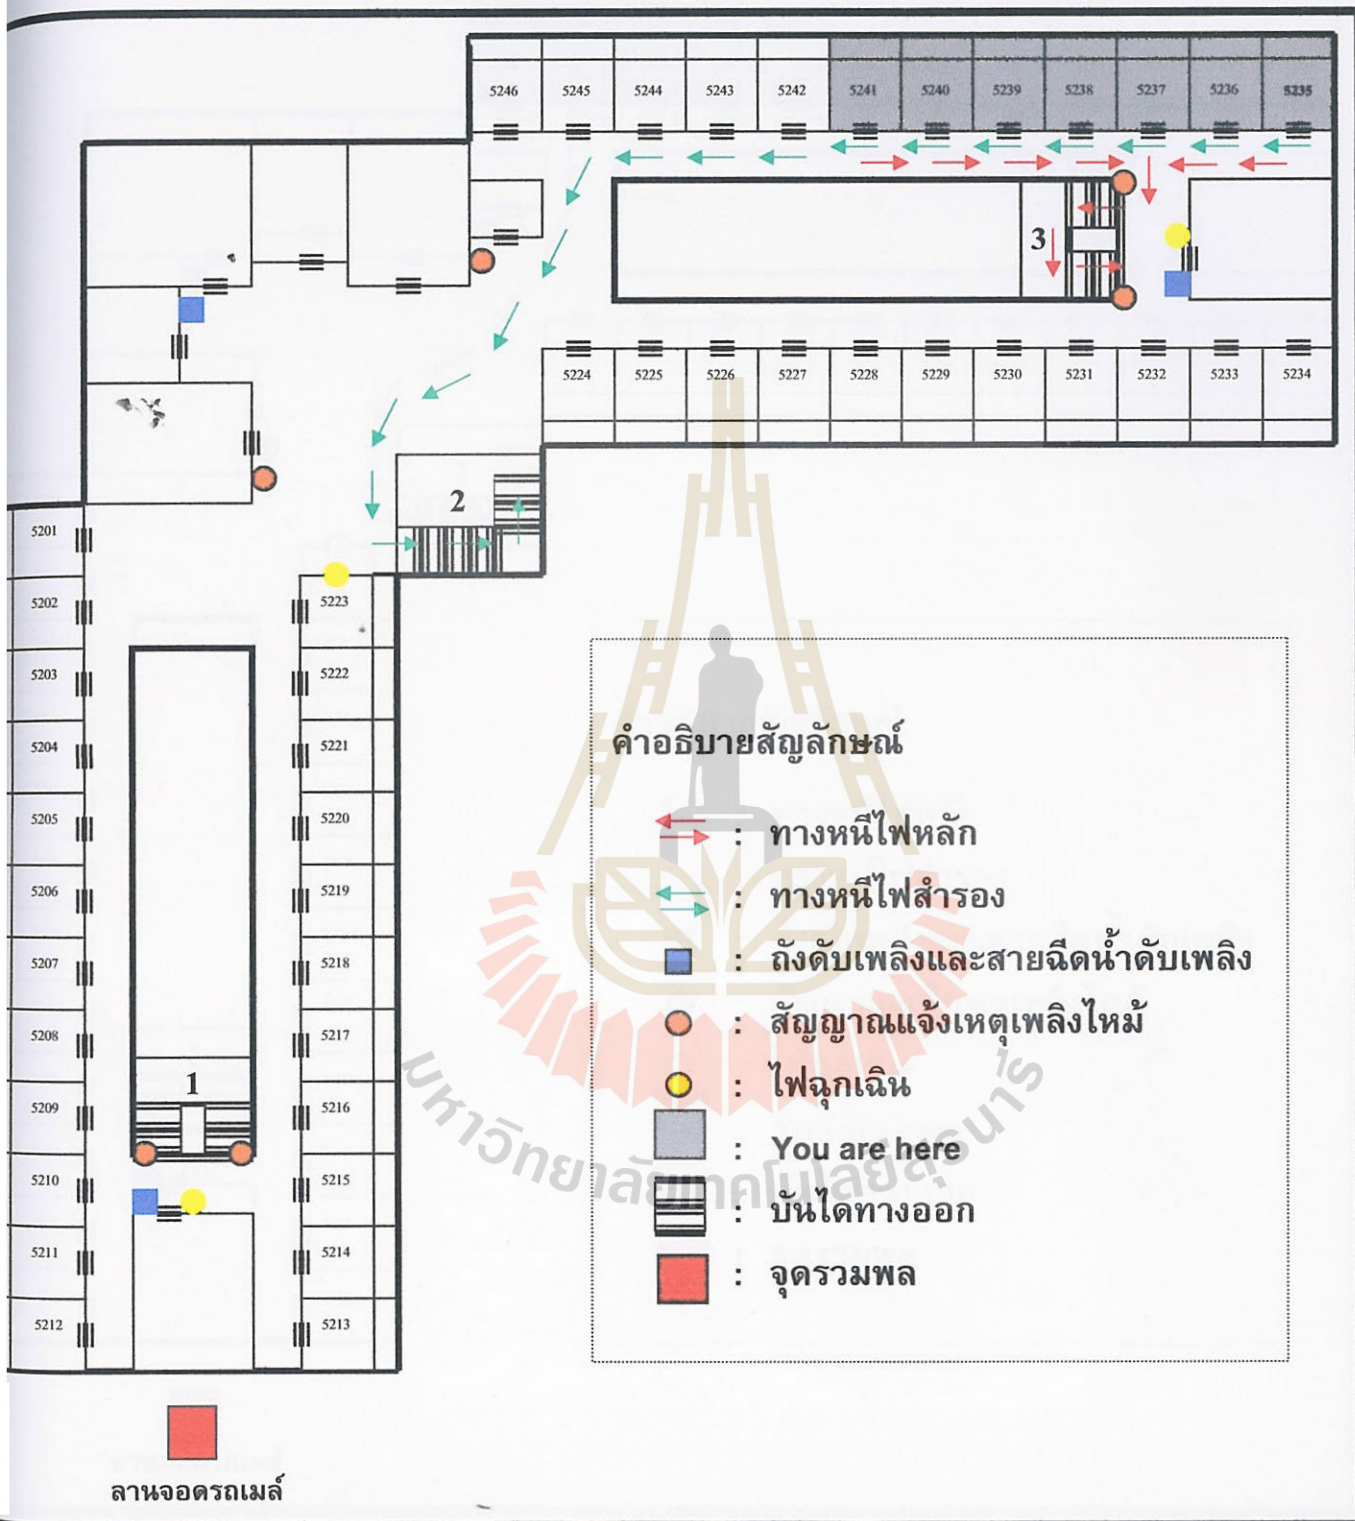 5246 5245 5244 5243 5242 5241 5240 5239 5238 5237 5236 5235
3
5224 5225 5226 5227 5228 5229 5230 5231 5232 5233 5234
2
5201
5202 5223
5203 5222
5204 5221
5205 5220
5206 5219
5207 5218
5208 5217
1
5209 5216
5210 5215
5211 5214
5212 5213
คำอธิบายสัญลักษณ์
: ทางหนีไฟหลัก
: ทางหนีไฟสำรอง
: ถังดับเพลิงและสายฉีดน้ำดับเพลิง
: สัญญาณแจ้งเหตุเพลิงไหม้
: ไฟฉุกเฉิน
: You are here
: บันไดทางออก
: จุดรวมพล
มหาวิทยาลัยเทคโนโลยีสุรนารี
ลานจอดรถเมล์